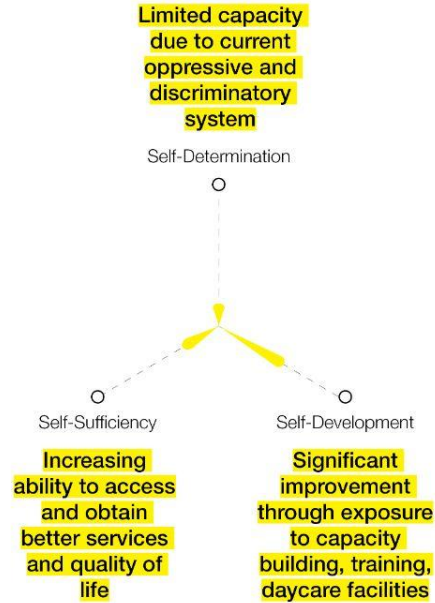 Limited capacity
due to current
oppressive and
discriminatory
system
Self-Determination
Self-Sufficiency
Increasing
ability to access
and obtain
better services
and quality of
life
Self-Development
Significant
improvement
through exposure
to capacity
building, training,
daycare facilities